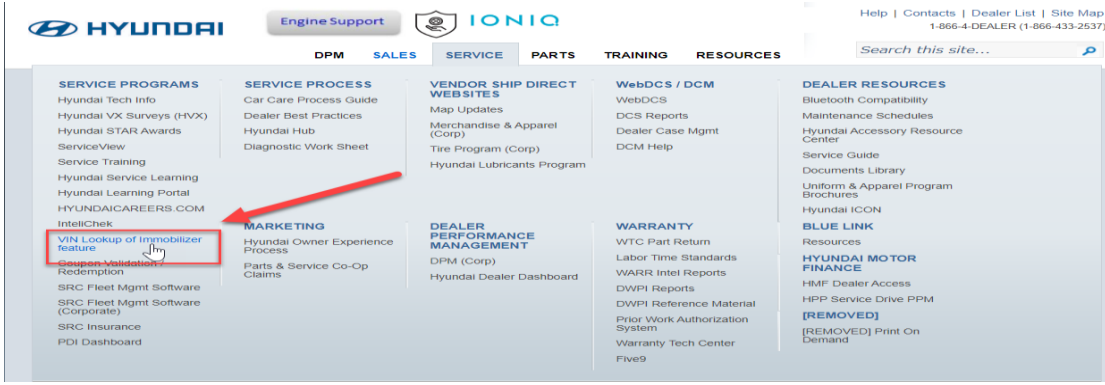 HYUNDAI
Engine Support
IONIQ
Help | Contacts | Dealer List | Site Map
1-866-4-DEALER (1-866-433-2537)
DPM SALES SERVICE PARTS TRAINING RESOURCES
Search this site...
SERVICE PROGRAMS
Hyundai Tech Info
Hyundai VX Surveys (HVX)
Hyundai STAR Awards
ServiceView
Service Training
Hyundai Service Learning
Hyundai Learning Portal
HYUNDAICAREERS.COM
InteliChek
VIN Lookup of Immobilizer
feature
Coupon Validation /
Redemption
SRC Fleet Mgmt Software
SRC Fleet Mgmt Software
(Corporate)
SRC Insurance
PDI Dashboard
SERVICE PROCESS
Car Care Process Guide
Dealer Best Practices
Hyundai Hub
Diagnostic Work Sheet
MARKETING
Hyundai Owner Experience
Process
Parts & Service Co-Op
Claims
VENDOR SHIP DIRECT
WEBSITES
Map Updates
Merchandise & Apparel
(Corp)
Tire Program (Corp)
Hyundai Lubricants Program
DEALER
PERFORMANCE
MANAGEMENT
DPM (Corp)
Hyundai Dealer Dashboard
WebDCS / DCM
WebDCS
DCS Reports
Dealer Case Mgmt
DCM Help
WARRANTY
WTC Part Return
Labor Time Standards
WARR Intel Reports
DWPI Reports
DWPI Reference Material
Prior Work Authorization
System
Warranty Tech Center
Five9
DEALER RESOURCES
Bluetooth Compatibility
Maintenance Schedules
Hyundai Accessory Resource
Center
Service Guide
Documents Library
Uniform & Apparel Program
Brochures
Hyundai ICON
BLUE LINK
Resources
HYUNDAI MOTOR
FINANCE
HMF Dealer Access
HPP Service Drive PPM
[REMOVED]
[REMOVED] Print On
Demand